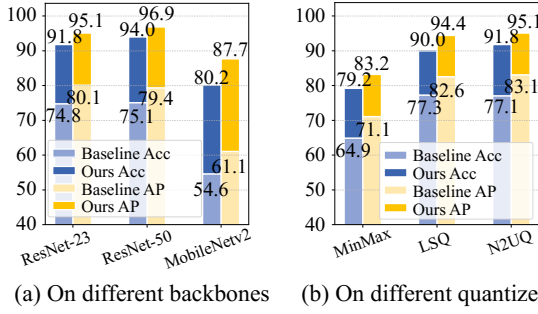 100
90
80
70
60
50
40
91.8
95.1
74.8
80.1
94.0
96.9
75.1
79.4
80.2
87.7
54.6
61.1
Baseline Acc
Ours Acc
Baseline AP
Ours AP
ResNet-23
ResNet-50
MobileNetv2
(a) On different backbones
100
90
80
70
60
50
40
79.2
83.2
64.9
71.1
90.0
94.4
77.3
82.6
91.8
95.1
77.1
83.1
Baseline Acc
Ours Acc
Baseline AP
Ours AP
MinMax
LSQ
N2UQ
(b) On different quantize